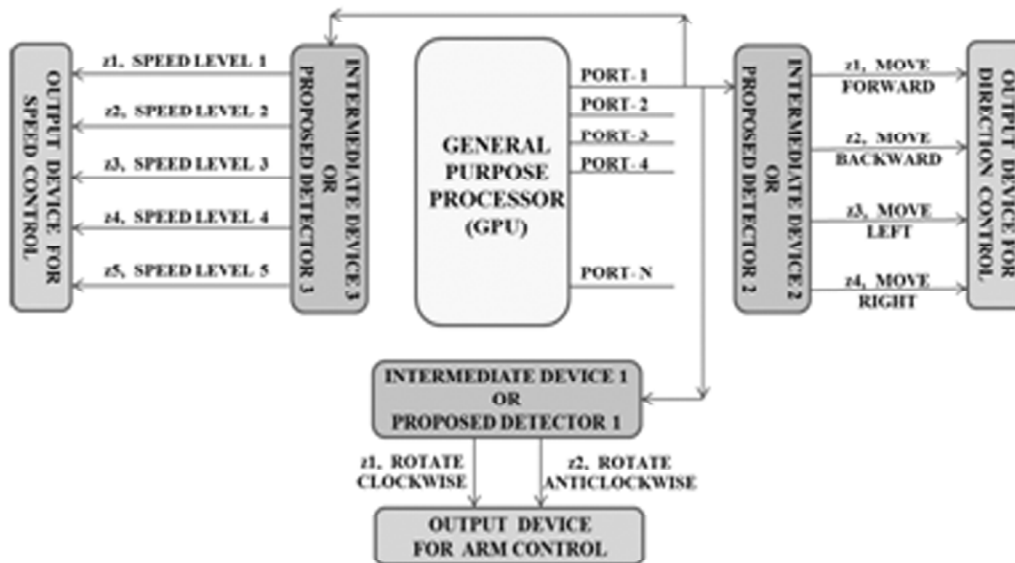 OUTPUT DEVICE FOR
SPEED CONTROL
z1, SPEED LEVEL 1
z2, SPEED LEVEL 2
z3, SPEED LEVEL 3
z4, SPEED LEVEL 4
z5, SPEED LEVEL 5
INTERMEDIATE DEVICE 3
OR
PROPOSED DETECTOR 3
GENERAL
PURPOSE
PROCESSOR
(GPU)
PORT- 1
PORT- 2
PORT- 3
PORT- 4
PORT- N
INTERMEDIATE DEVICE 2
OR
PROPOSED DETECTOR 2
z1, MOVE
FORWARD
z2, MOVE
BACKWARD
z3, MOVE
LEFT
z4, MOVE
RIGHT
OUTPUT DEVICE FOR
DIRECTION CONTROL
INTERMEDIATE DEVICE 1
OR
PROPOSED DETECTOR 1
z1, ROTATE
CLOCKWISE
z2, ROTATE
ANTICLOCKWISE
OUTPUT DEVICE
FOR ARM CONTROL